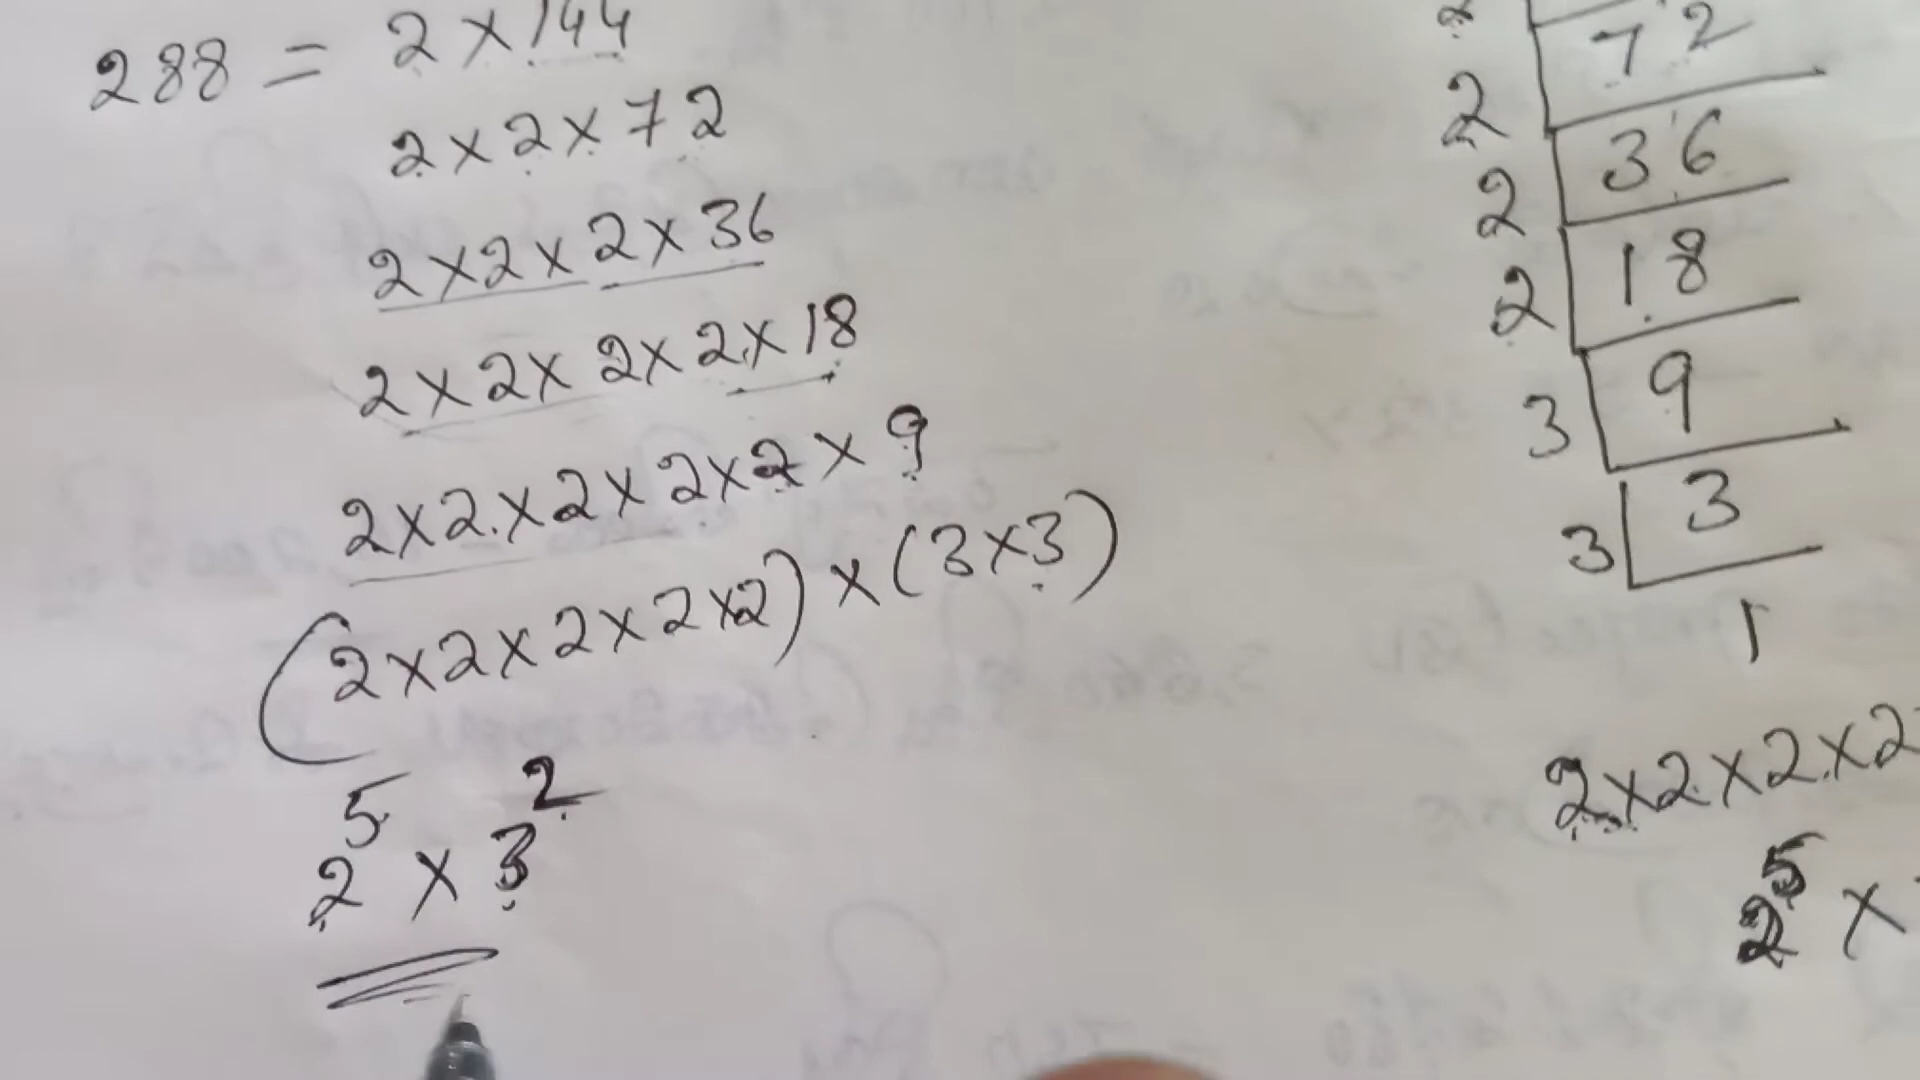 288 = 2 × 144
2 × 2 × 72
2 × 2 × 2 × 36
2 × 2 × 2 × 2 × 18
2 × 2 × 2 × 2 × 2 × 9
(2 × 2 × 2 × 2 × 2) × (3 × 3)
2⁵ × 3²
2 72
2 36
2 18
3 9
3 3
1
2 × 2 × 2 × 2
2⁵ ×